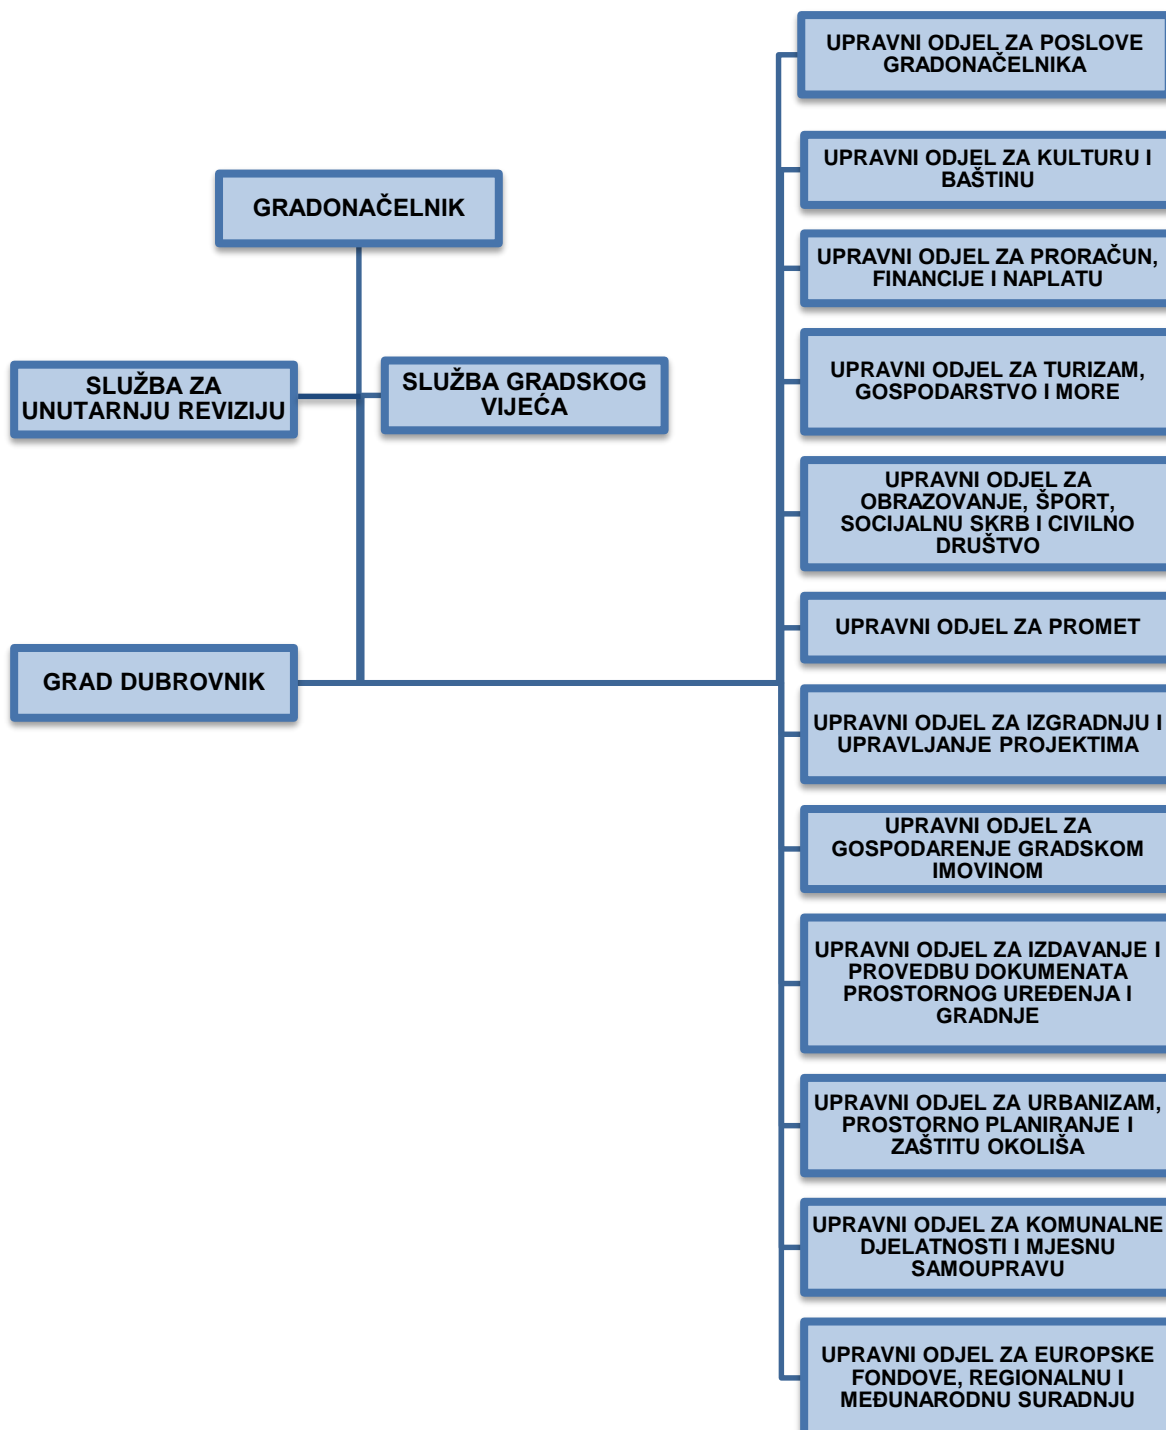 GRADONAČELNIK
SLUŽBA ZA
UNUTARNJU REVIZIJU
SLUŽBA GRADSKOG
VIJEĆA
GRAD DUBROVNIK
UPRAVNI ODJEL ZA POSLOVE
GRADONAČELNIKA
UPRAVNI ODJEL ZA KULTURU I
BAŠTINU
UPRAVNI ODJEL ZA PRORAČUN,
FINANCIJE I NAPLATU
UPRAVNI ODJEL ZA TURIZAM,
GOSPODARSTVO I MORE
UPRAVNI ODJEL ZA
OBRAZOVANJE, ŠPORT,
SOCIJALNU SKRB I CIVILNO
DRUŠTVO
UPRAVNI ODJEL ZA PROMET
UPRAVNI ODJEL ZA IZGRADNJU I
UPRAVLJANJE PROJEKTIMA
UPRAVNI ODJEL ZA
GOSPODARENJE GRADSKOM
IMOVINOM
UPRAVNI ODJEL ZA IZDAVANJE I
PROVEDBU DOKUMENATA
PROSTORNOG UREĐENJA I
GRADNJE
UPRAVNI ODJEL ZA URBANIZAM,
PROSTORNO PLANIRANJE I
ZAŠTITU OKOLIŠA
UPRAVNI ODJEL ZA KOMUNALNE
DJELATNOSTI I MJESNU
SAMOUPRAVU
UPRAVNI ODJEL ZA EUROPSKE
FONDOVE, REGIONALNU I
MEĐUNARODNU SURADNJU